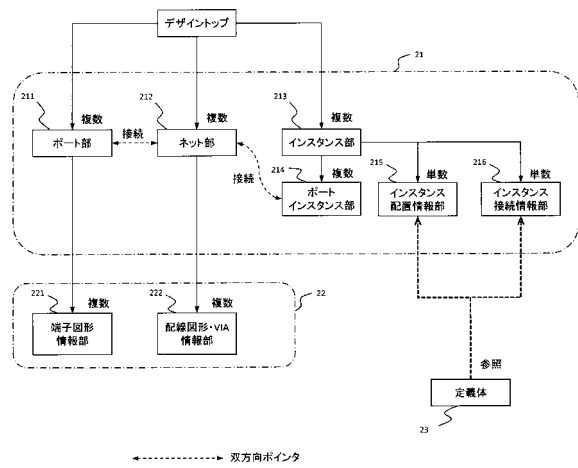 デザイントップ
21
211
212
213
複数
複数
複数
ポート部
接続
ネット部
インスタンス部
接続
214
複数
215
単数
216
単数
ポート
インスタンス部
インスタンス
配置情報部
インスタンス
接続情報部
22
221
複数
222
複数
端子図形
情報部
配線図形・VIA
情報部
参照
定義体
23
双方向ポインタ